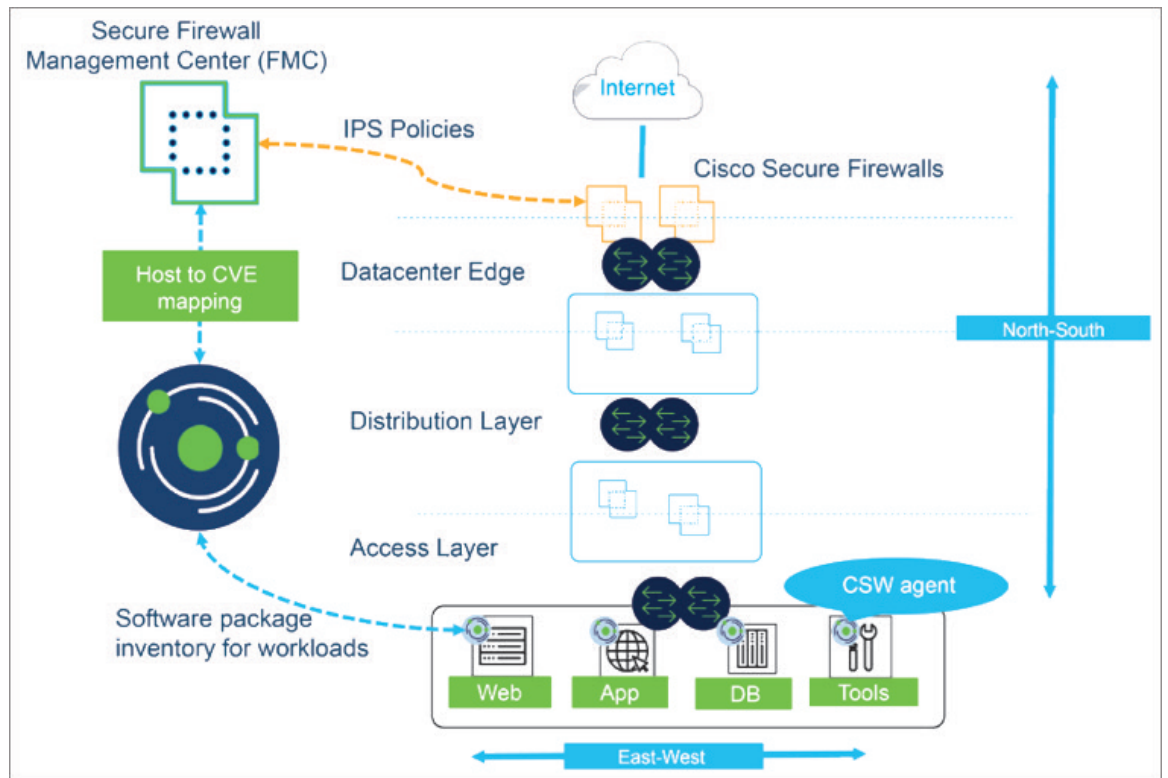 Secure Firewall
Management Center (FMC)
Internet
IPS Policies
Cisco Secure Firewalls
Host to CVE
mapping
Datacenter Edge
North-South
Distribution Layer
Access Layer
CSW agent
Software package
inventory for workloads
Web
App
DB
Tools
East-West